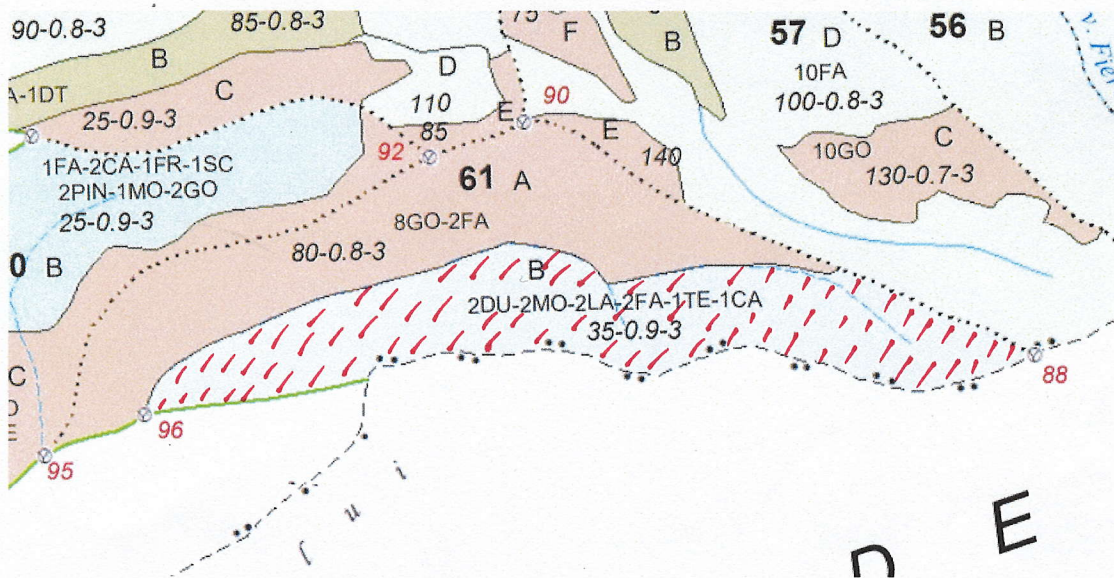 90-0.8-3
85-0.8-3
75
F
B
B
57 D
56 B
10FA
100-0.8-3
v. Fier
A-1DT
C
D
25-0.9-3
110
85
E
90
E
140
92
10GO
C
130-0.7-3
1FA-2CA-1FR-1SC
2PIN-1MO-2GO
25-0.9-3
61 A
8GO-2FA
0 B
80-0.8-3
B
2DU-2MO-2LA-2FA-1TE-1CA
35-0.9-3
88
C
D
E
96
95
l u i
D E